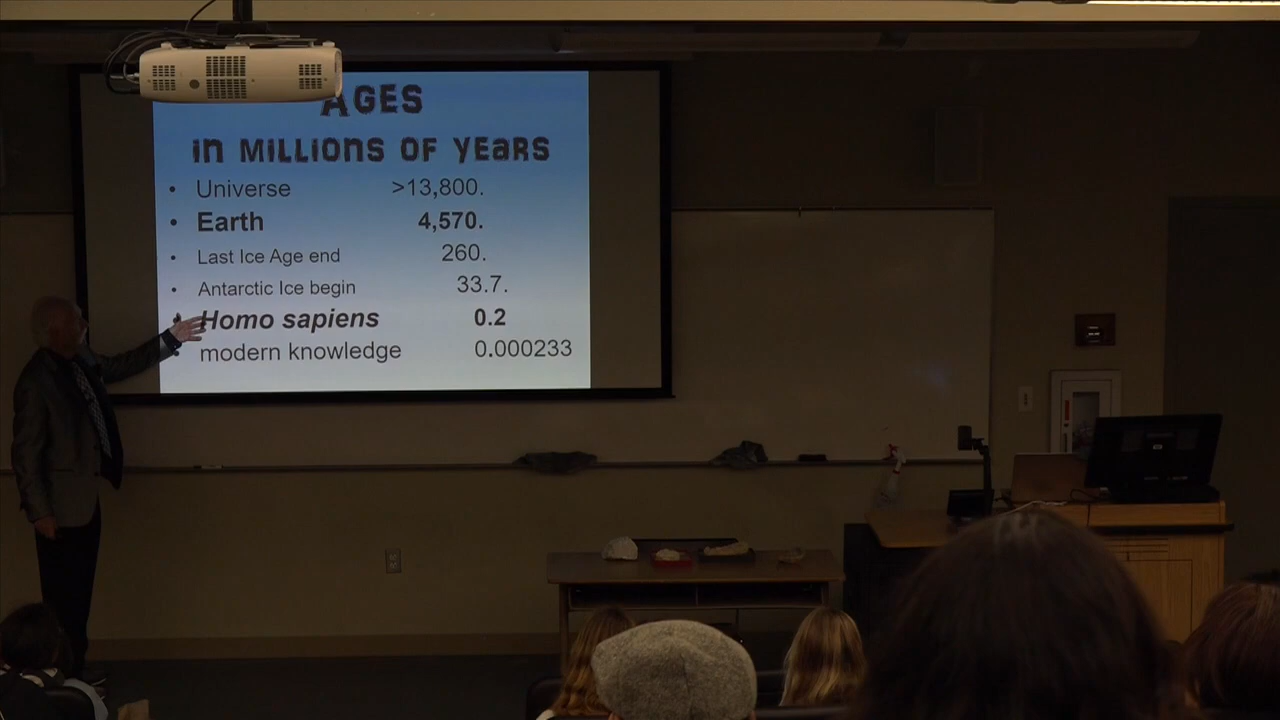 AGES
in MILLIONS OF YEARS
• Universe >13,800.
• Earth 4,570.
• Last Ice Age end 260.
• Antarctic Ice begin 33.7.
• Homo sapiens 0.2
modern knowledge 0.000233